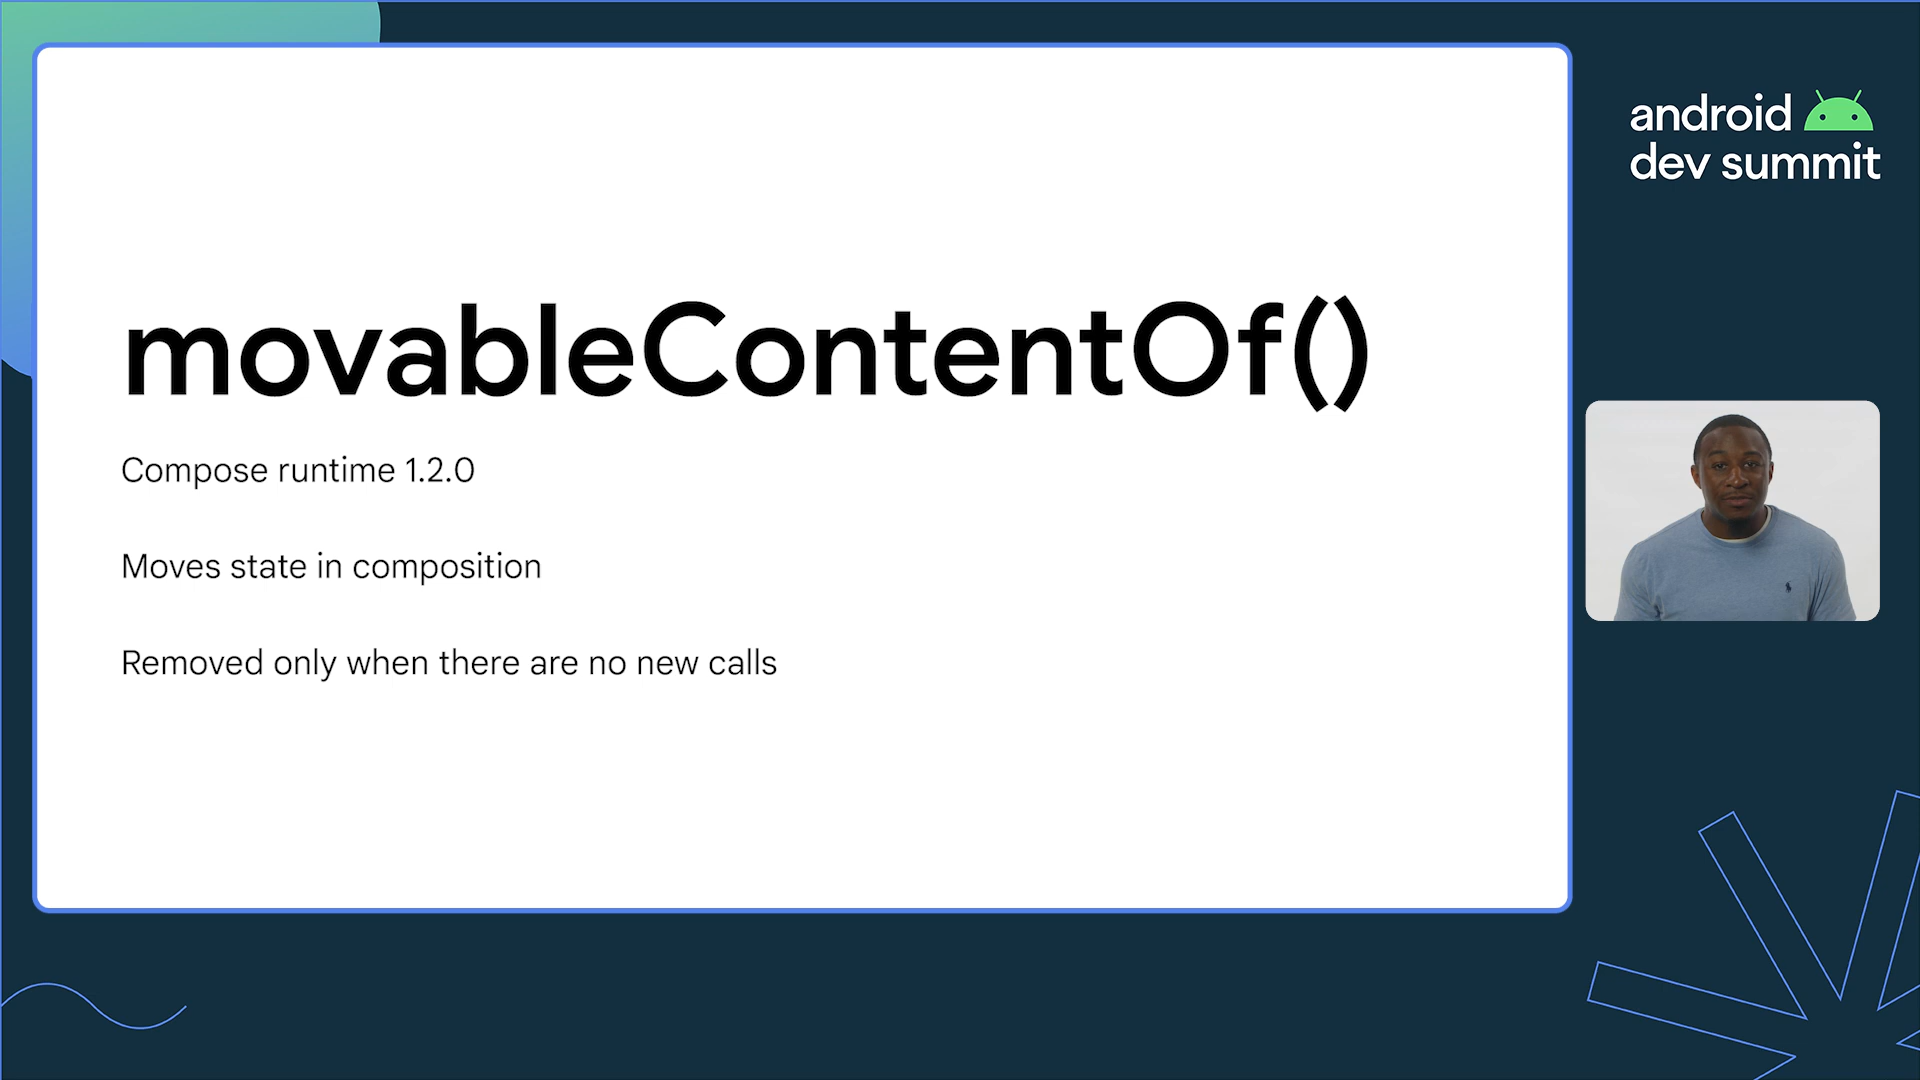 movableContentOf()
Compose runtime 1.2.0
Moves state in composition
Removed only when there are no new calls
android
dev summit